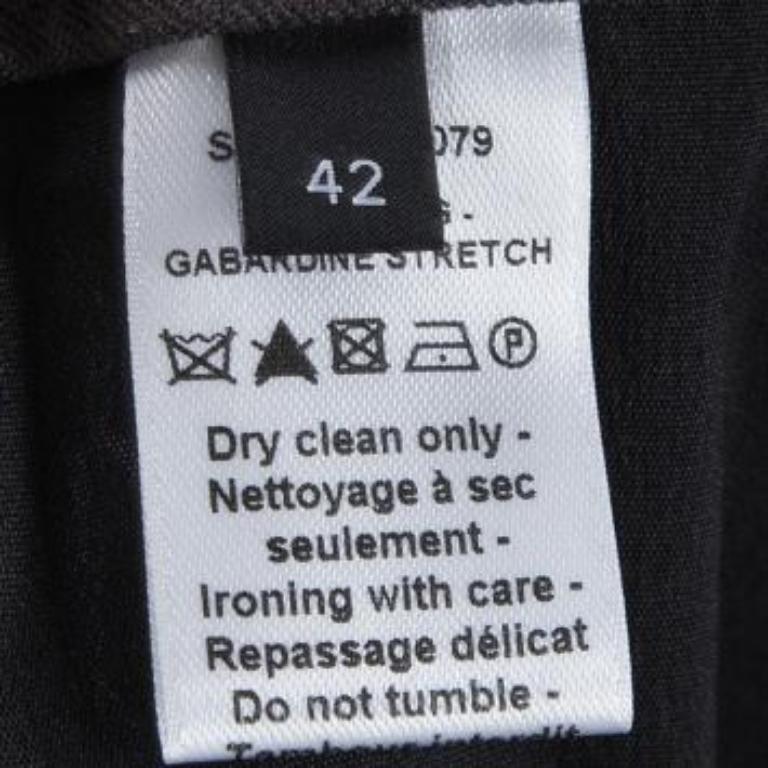 42
079
GABARDINE STRETCH
P
Dry clean only -
Nettoyage à sec
seulement -
Ironing with care -
Repassage délicat
Do not tumble -